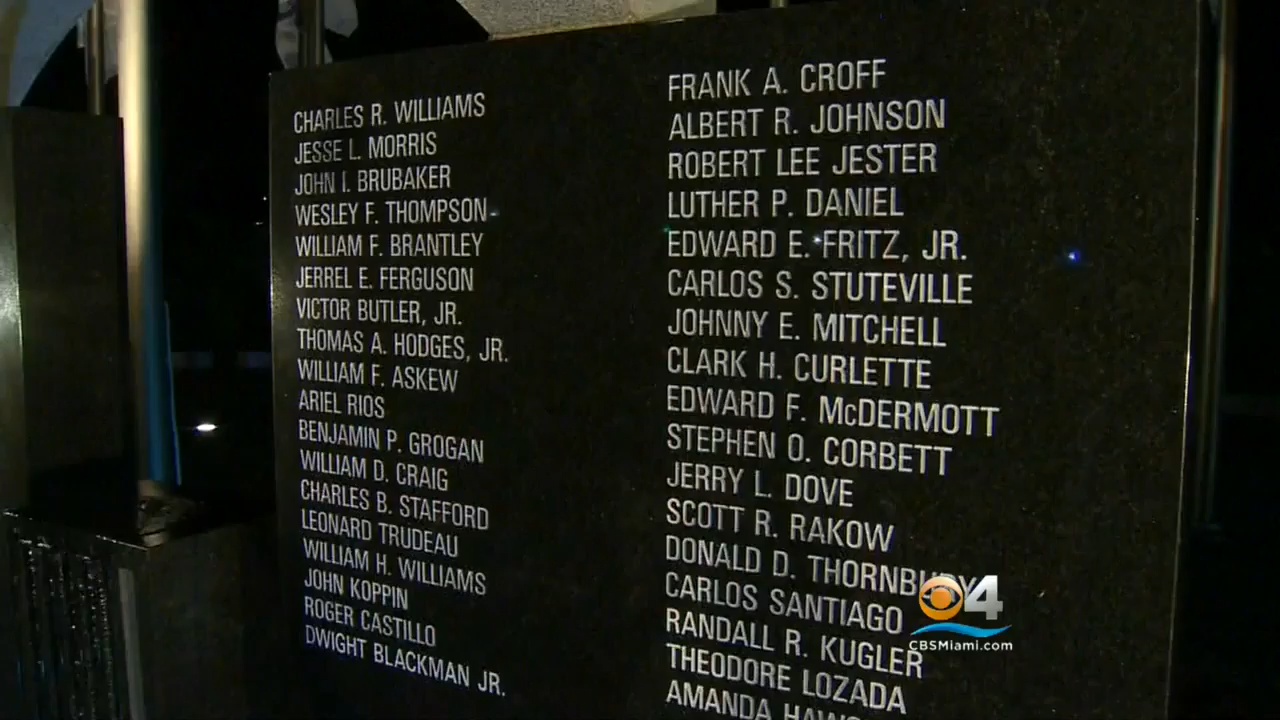 CHARLES R. WILLIAMS
JESSE L. MORRIS
JOHN I. BRUBAKER
WESLEY F. THOMPSON
WILLIAM F. BRANTLEY
JERREL E. FERGUSON
VICTOR BUTLER, JR.
THOMAS A. HODGES, JR.
WILLIAM F. ASKEW
ARIEL RIOS
BENJAMIN P. GROGAN
WILLIAM D. CRAIG
CHARLES B. STAFFORD
LEONARD TRUDEAU
WILLIAM H. WILLIAMS
JOHN KOPPIN
ROGER CASTILLO
DWIGHT BLACKMAN JR.
FRANK A. CROFF
ALBERT R. JOHNSON
ROBERT LEE JESTER
LUTHER P. DANIEL
EDWARD E. FRITZ, JR.
CARLOS S. STUTEVILLE
JOHNNY E. MITCHELL
CLARK H. CURLETTE
EDWARD F. McDERMOTT
STEPHEN O. CORBETT
JERRY L. DOVE
SCOTT R. RAKOW
DONALD D. THORNBURY
CARLOS SANTIAGO
RANDALL R. KUGLER
THEODORE LOZADA
AMANDA
4
CBSMiami.com